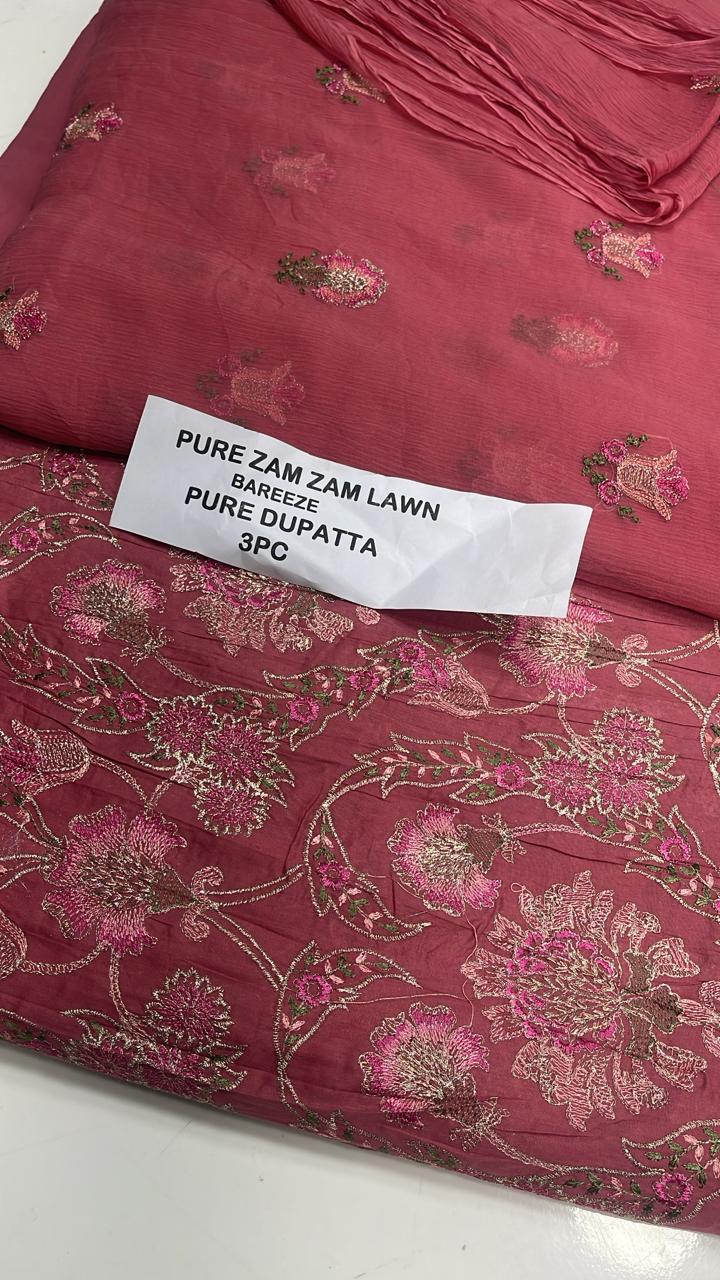 PURE ZAM ZAM LAWN
BAREEZE
PURE DUPATTA
3PC